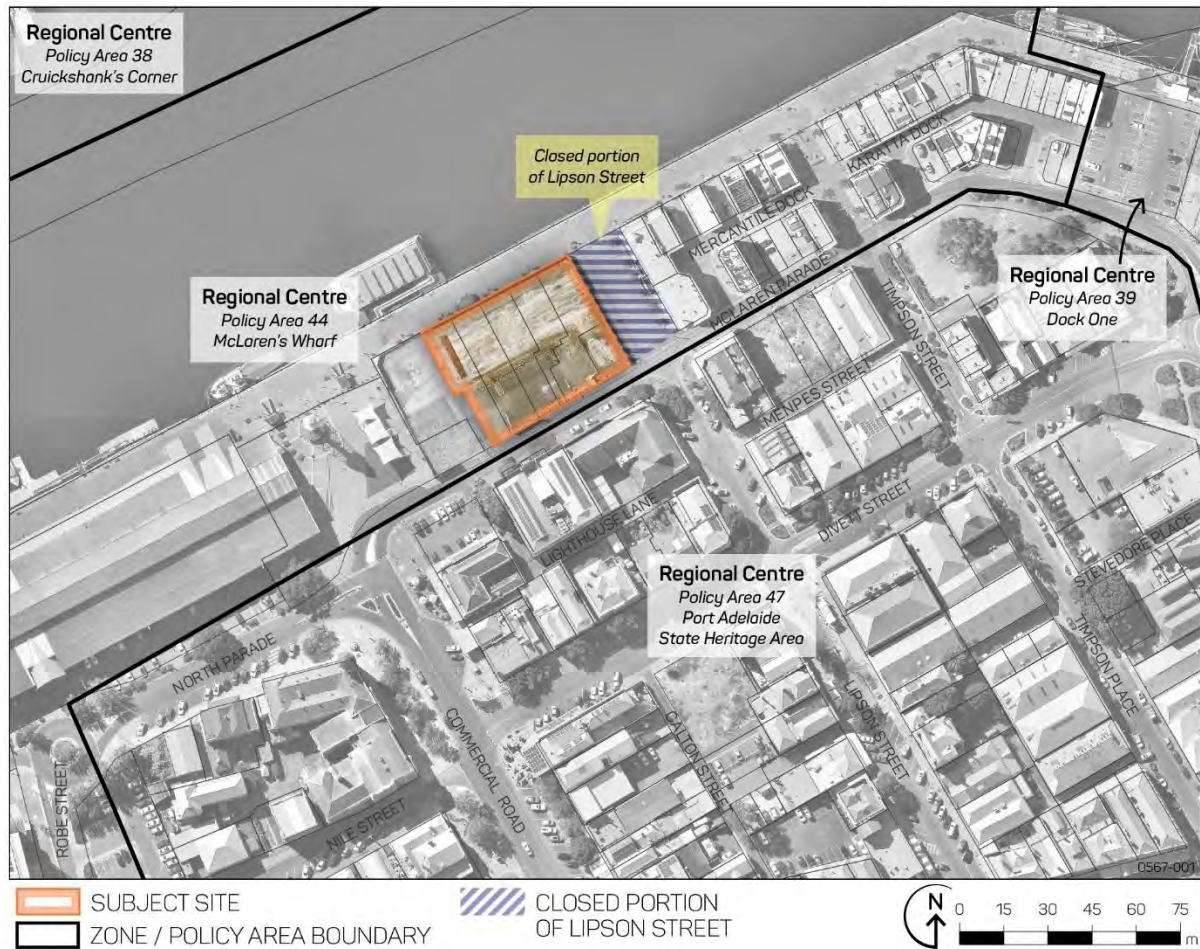 Regional Centre
Policy Area 38
Cruickshank's Corner
Closed portion
of Lipson Street
KARATTA DOCK
MERCANTILE DOCK
MCLAREN PARADE
Regional Centre
Policy Area 44
McLaren's Wharf
Regional Centre
Policy Area 39
Dock One
TIMPSON STREET
MENPES STREET
LIGHTHOUSE LANE
DIVETT STREET
STEVEDORE PLACE
Regional Centre
Policy Area 47
Port Adelaide
State Heritage Area
TIMPSON PLACE
NORTH PARADE
COMMERCIAL ROAD
CALTON STREET
LIPSON STREET
ROBE STREET
NILE STREET
0567-001
SUBJECT SITE
ZONE / POLICY AREA BOUNDARY
CLOSED PORTION
OF LIPSON STREET
N
0 15 30 45 60 75
m